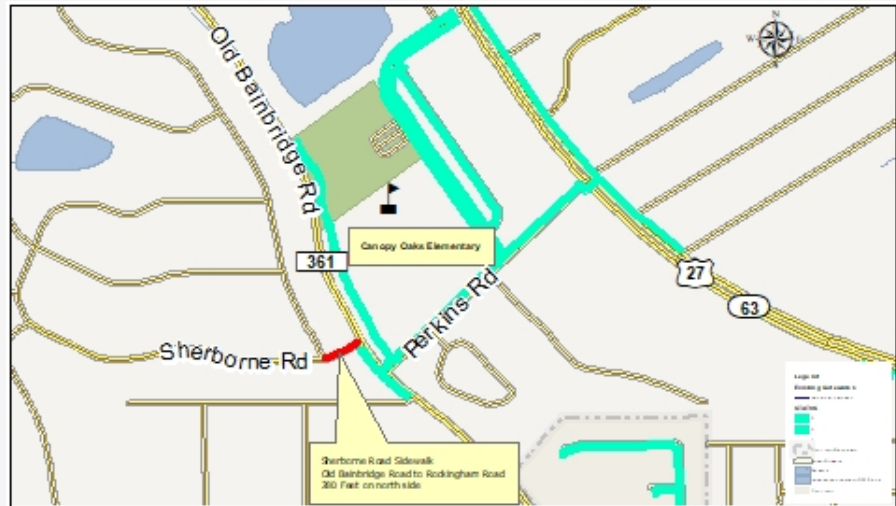 N
W
Old Bainbridge Rd
Canopy Oaks Elementary
361
27
63
Perkins Rd
Sherborne Rd
Sherborne Road Sidewalk
Old Bainbridge Road to Rockingham Road
380 Feet on north side
Legend